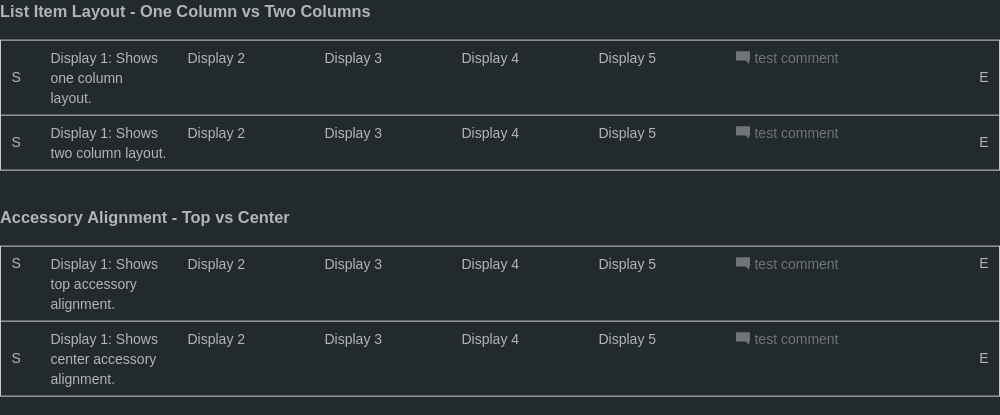 List Item Layout - One Column vs Two Columns
Display 1: Shows Display 2 Display 3 Display 4 Display 5 test comment
S one column E
layout.
Display 1: Shows Display 2 Display 3 Display 4 Display 5 test comment
S two column layout. E
Accessory Alignment - Top vs Center
S Display 1: Shows Display 2 Display 3 Display 4 Display 5 test comment E
top accessory
alignment.
Display 1: Shows Display 2 Display 3 Display 4 Display 5 test comment
S center accessory E
alignment.